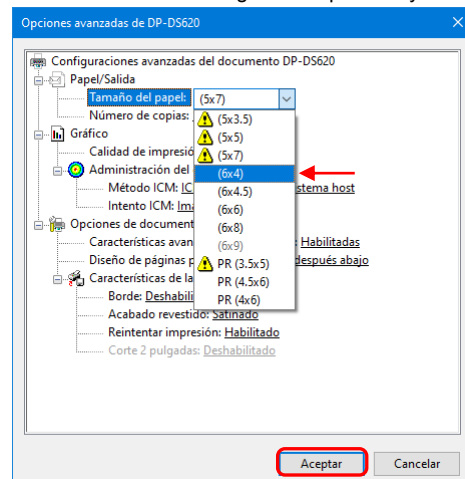 Opciones avanzadas de DP-DS620
Configuraciones avanzadas del documento DP-DS620
Papel/Salida
Tamaño del papel: (5x7)
Número de copias:
(5x3.5)
Gráfico
(5x5)
Calidad de impresió
(5x7)
Administración del
(6x4)
Método ICM: IC
(6x4.5)
stema host
Intento ICM: Ima
(6x6)
Opciones de document
(6x8)
Características avan
(6x9)
: Habilitadas
Diseño de páginas p
PR (3.5x5)
después abajo
Características de la
PR (4.5x6)
Borde: Deshabili
PR (4x6)
Acabado revestido: Satinado
Reintentar impresión: Habilitado
Corte 2 pulgadas: Deshabilitado
Aceptar
Cancelar